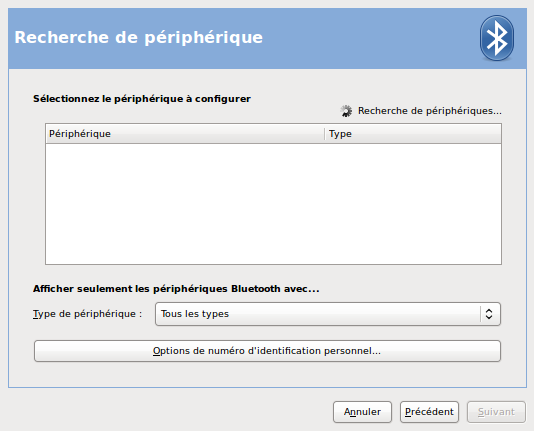 Recherche de périphérique
Sélectionnez le périphérique à configurer
Recherche de périphériques...
Périphérique Type
Afficher seulement les périphériques Bluetooth avec...
Type de périphérique : Tous les types
Options de numéro d'identification personnel...
Annuler Précédent Suivant